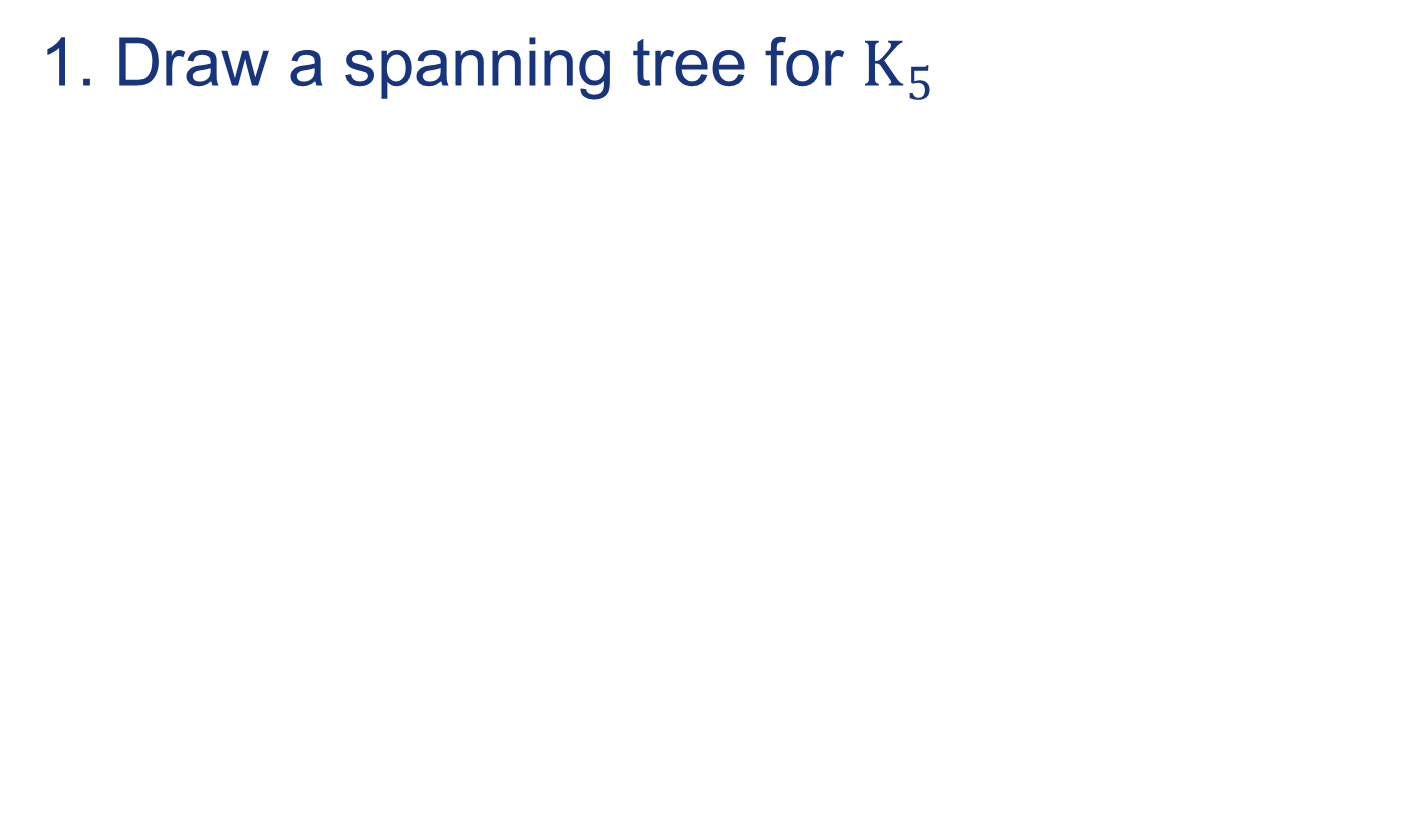 1. Draw a spanning tree for K₅